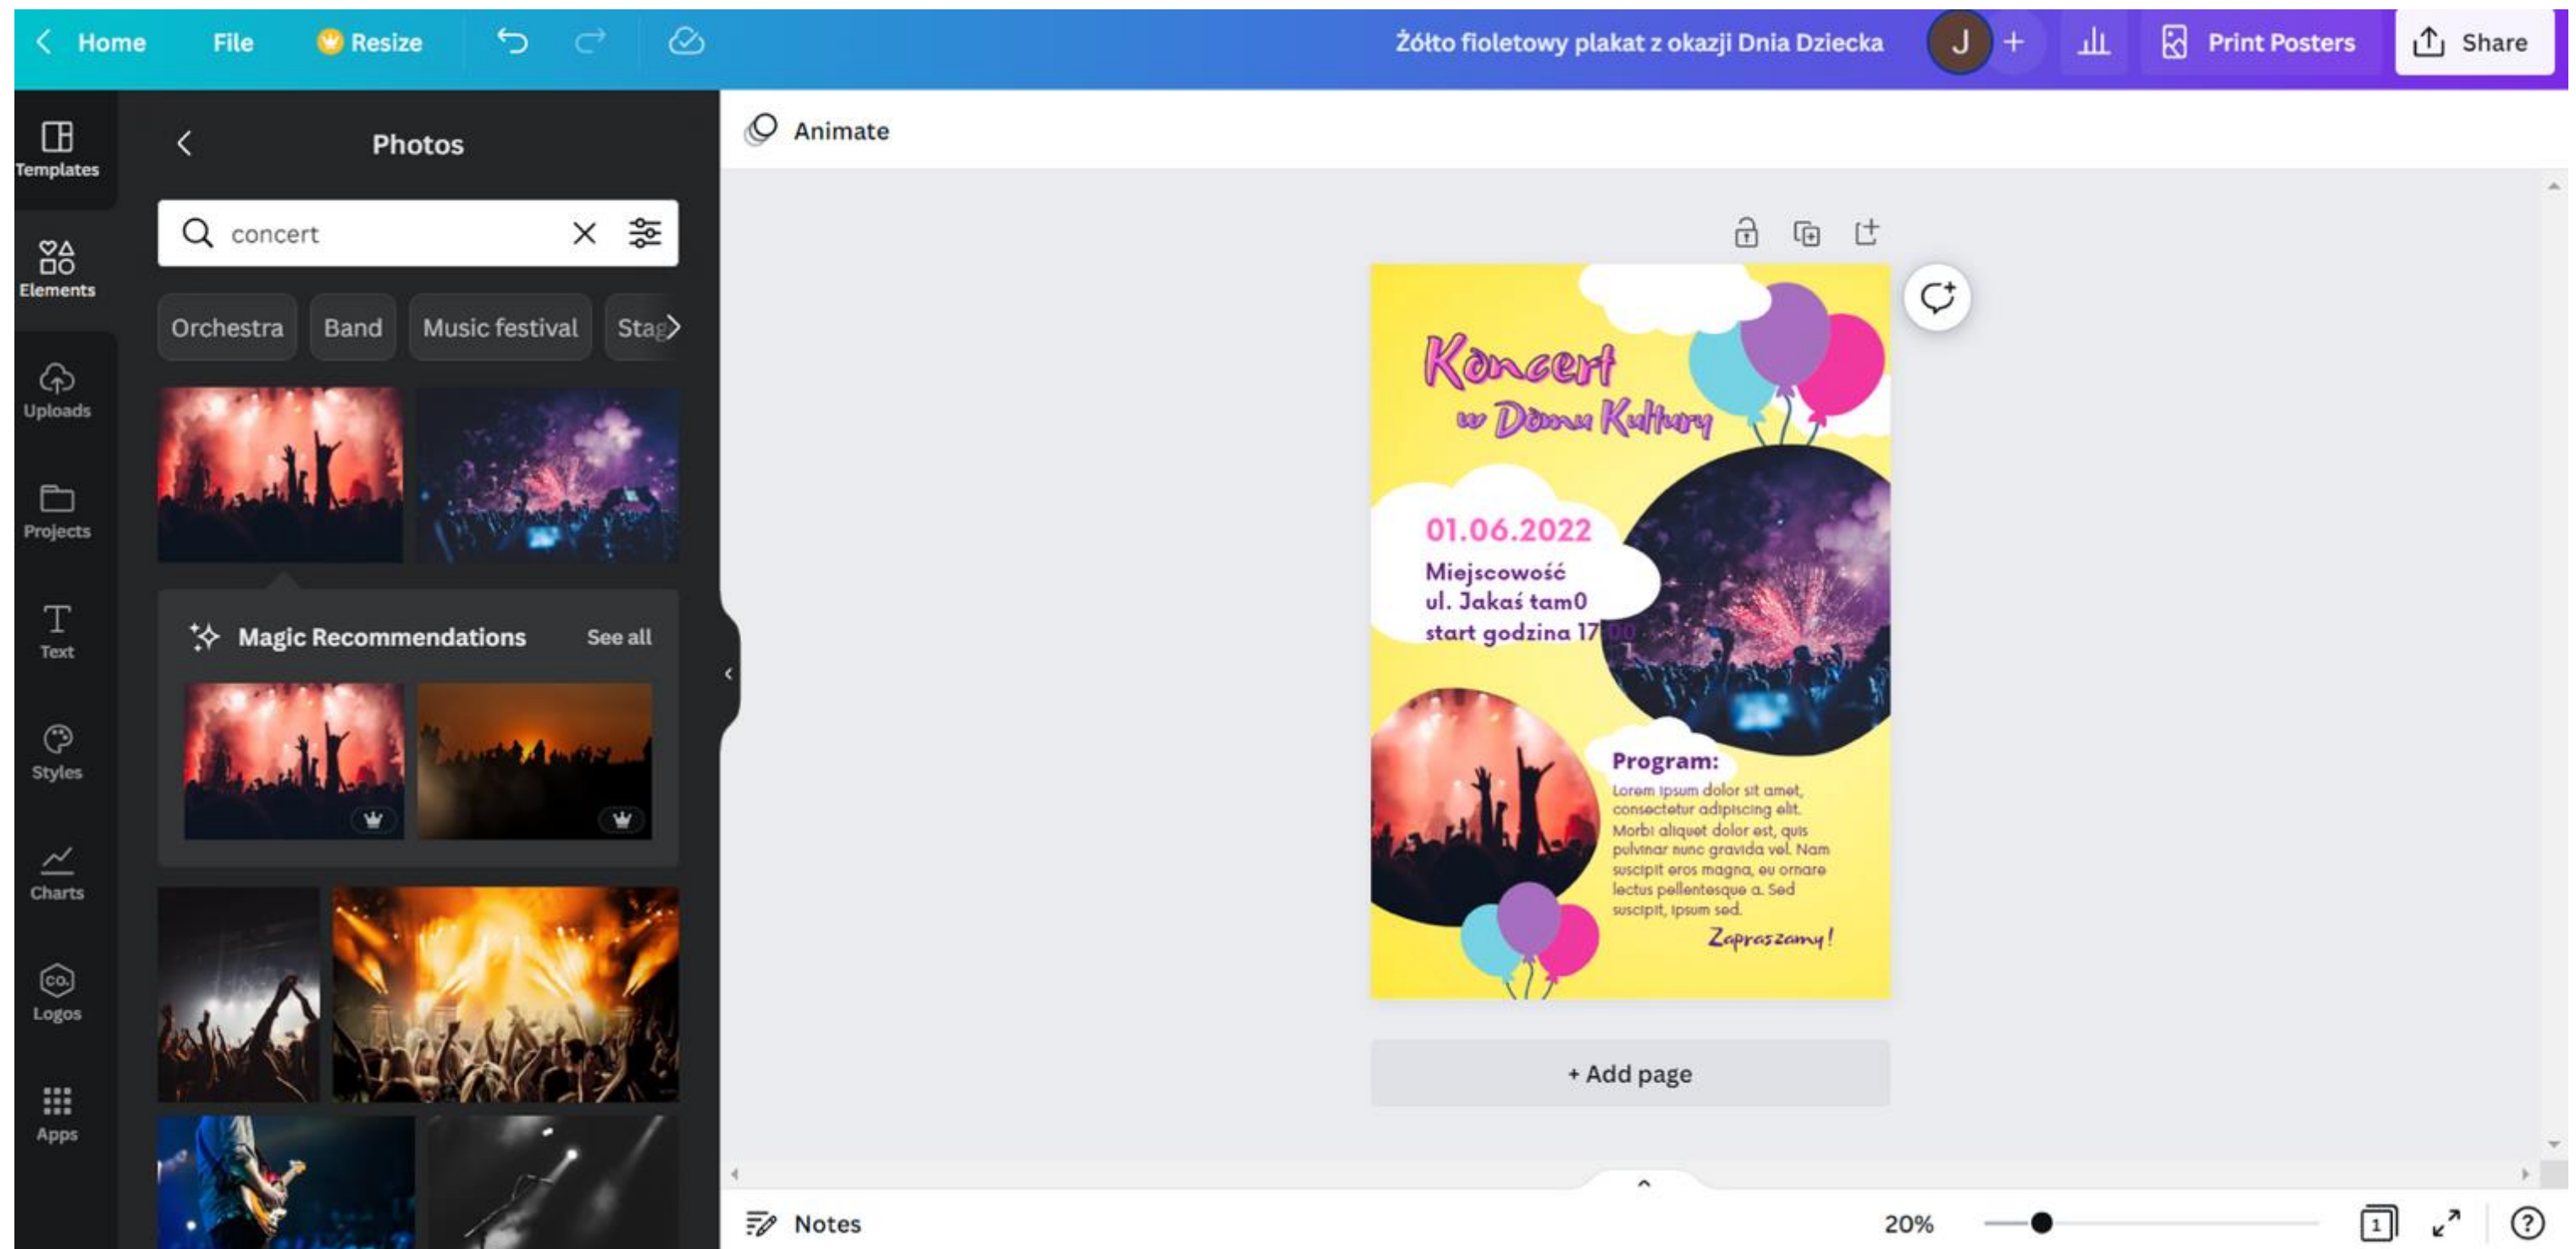 Home File Resize Żółto fioletowy plakat z okazji Dnia Dziecka J + Print Posters Share
Templates
Elements
Uploads
Projects
Text
Styles
Charts
CO.
Logos
Apps
Photos
concert
Orchestra Band Music festival Stag
Magic Recommendations See all
Animate
Koncert
w Domu Kultury
01.06.2022
Miejscowość
ul. Jakaś tam0
start godzina 17:00
Program:
Lorem ipsum dolor sit amet,
consectetur adipiscing elit.
Morbi aliquet dolor est, quis
pulvinar nunc gravida vel. Nam
suscipit eros magna, eu ornare
lectus pellentesque a. Sed
suscipit, ipsum sed.
Zapraszamy!
+ Add page
Notes 20% 1 ?